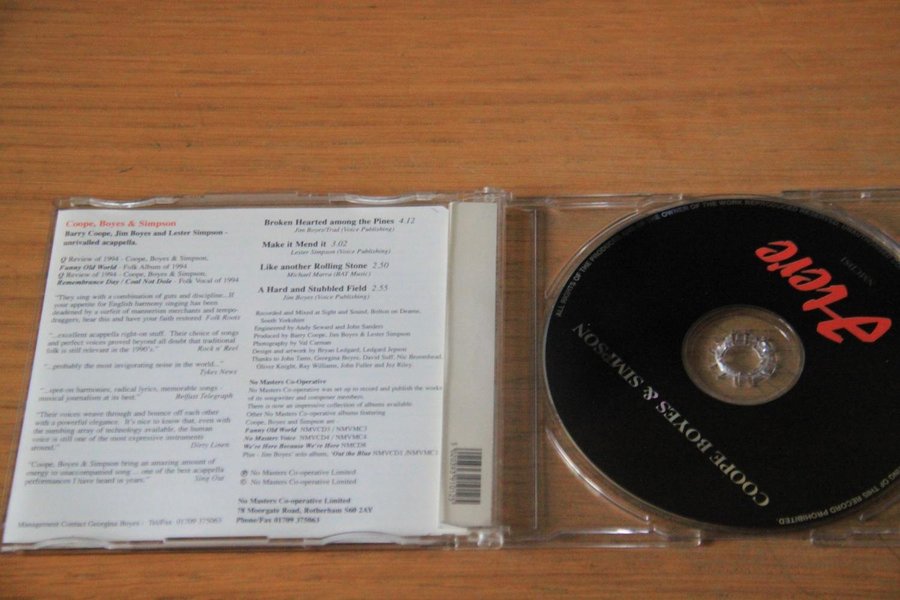 Coope, Boyes & Simpson
Barry Coope, Jim Boyes and Lester Simpson -
unrivalled acappella.
Q Review of 1994 - Coope, Boyes & Simpson,
Funny Old World - Folk Album of 1994
Q Review of 1994 - Coope, Boyes & Simpson,
Remembrance Day / Coal Not Dole - Folk Vocal of 1994
"They sing with a combination of guts and discipline.. If
your appetite for English harmony singing has been
deadened by a surfeit of mannerism merchants and tempo-
draggers, hear this and have your faith restored. Folk Roots
"...excellent acappella right-on stuff. Their choice of songs
and perfect voices proved beyond all doubt that traditional
folk is still relevant in the 1990's." Rock n' Reel
"...probably the most invigorating noise in the world..."
Tykes News
"...spot-on harmonies, radical lyrics, memorable songs -
musical journalism at its best." Belfast Telegraph
"Their voices weave through and bounce off each other
with a powerful elegance. It's nice to know that, even with
the numbing array of technology available, the human
voice is still one of the most expressive instruments
around." Dirty Linen
"Coope, Boyes & Simpson bring an amazing amount of
energy to unaccompanied song ... one of the best acappella
performances I have heard in years." Sing Out
Management Contact Georgina Boyes - Tel/Fax 01709 375063
Broken Hearted among the Pines 4.12
Jim Boyes/Trad (Voice Publishing)
Make it Mend it 3.02
Lester Simpson (Voice Publishing)
Like another Rolling Stone 2.50
Michael Marra (RAF Music)
A Hard and Stubbled Field 2.55
Jim Boyes (Voice Publishing)
Recorded and Mixed at Sight and Sound, Bolton on Dearne,
South Yorkshire
Engineered by Andy Seward and John Sanders
Produced by Barry Coope, Jim Boyes & Lester Simpson
Photography by Val Carman
Design and artwork by Bryan Ledgard, Ledgard Jepson
Thanks to John Tams, Georgina Boyes, David Suff, Nic Broomhead,
Oliver Knight, Ray Williams, John Fuller and Jez Riley.
No Masters Co-Operative
No Masters Co-Operative was set up to record and publish the works
of its songwriter and composer members.
There is now an impressive collection of albums available.
Other No Masters Co-operative albums featuring
Coope, Boyes & Simpson are -
Funny Old World NMVCD3 / NMVMC3
No Masters Voice NMVCD4 / NMVMC4
We're Here Because We're Here NMCD8
Plus - Jim Boyes' solo album, 'Out the Blue NMVCD1 /NMVMC1
℗ No Masters Co-operative Limited
© No Masters Co-operative Limited
No Masters Co-operative Limited
78 Moorgate Road, Rotherham S60 2AY
Phone/Fax 01709 375063
COOPE BOYES & SIMPSON
ALL RIGHTS OF THE PRODUCER
OWNER OF THE WORK REPRODUCED RESERVED
OF THIS RECORD PROHIBITED